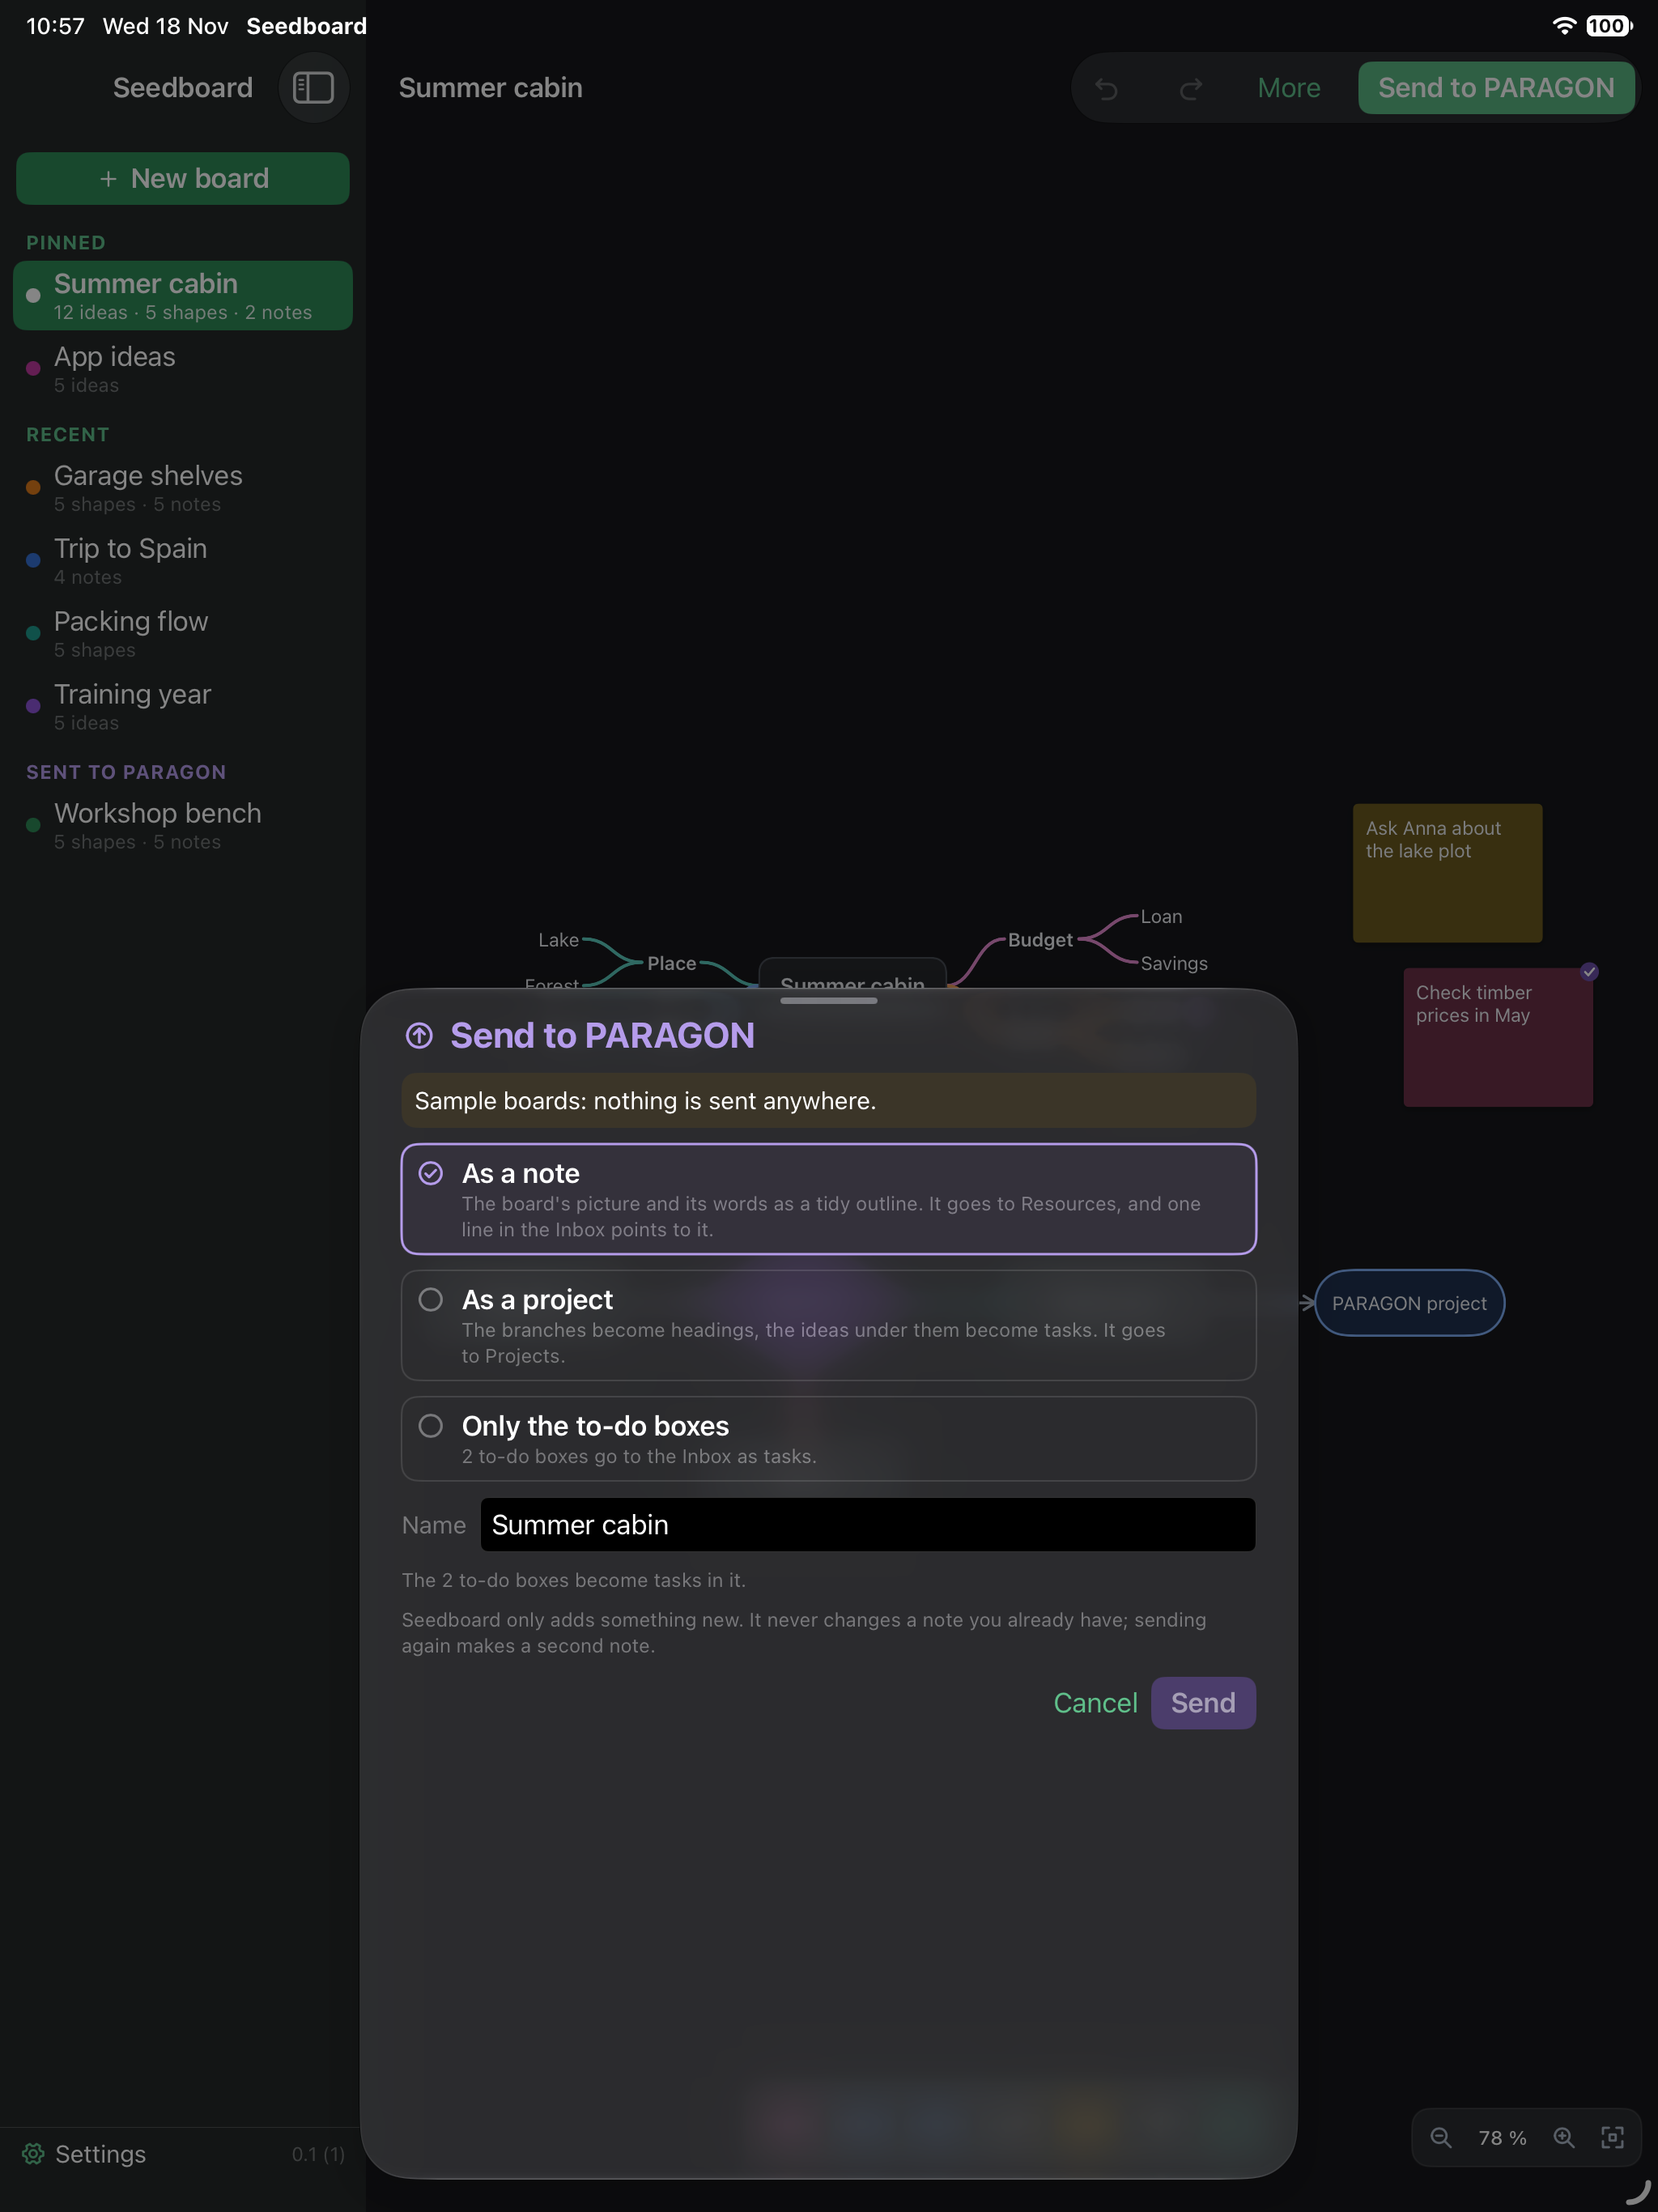 10:57 Wed 18 Nov Seedboard
100
Seedboard
Summer cabin
More
Send to PARAGON
+ New board
PINNED
Summer cabin
12 ideas · 5 shapes · 2 notes
App ideas
5 ideas
RECENT
Garage shelves
5 shapes · 5 notes
Trip to Spain
4 notes
Packing flow
5 shapes
Training year
5 ideas
SENT TO PARAGON
Workshop bench
5 shapes · 5 notes
Settings
0.1 (1)
Ask Anna about
the lake plot
Loan
Lake
Budget
Place
Savings
Forest
Summer cabin
Check timber
prices in May
Send to PARAGON
Sample boards: nothing is sent anywhere.
As a note
The board's picture and its words as a tidy outline. It goes to Resources, and one
line in the Inbox points to it.
As a project
The branches become headings, the ideas under them become tasks. It goes
to Projects.
PARAGON project
Only the to-do boxes
2 to-do boxes go to the Inbox as tasks.
Name
Summer cabin
The 2 to-do boxes become tasks in it.
Seedboard only adds something new. It never changes a note you already have; sending
again makes a second note.
Cancel
Send
78 %